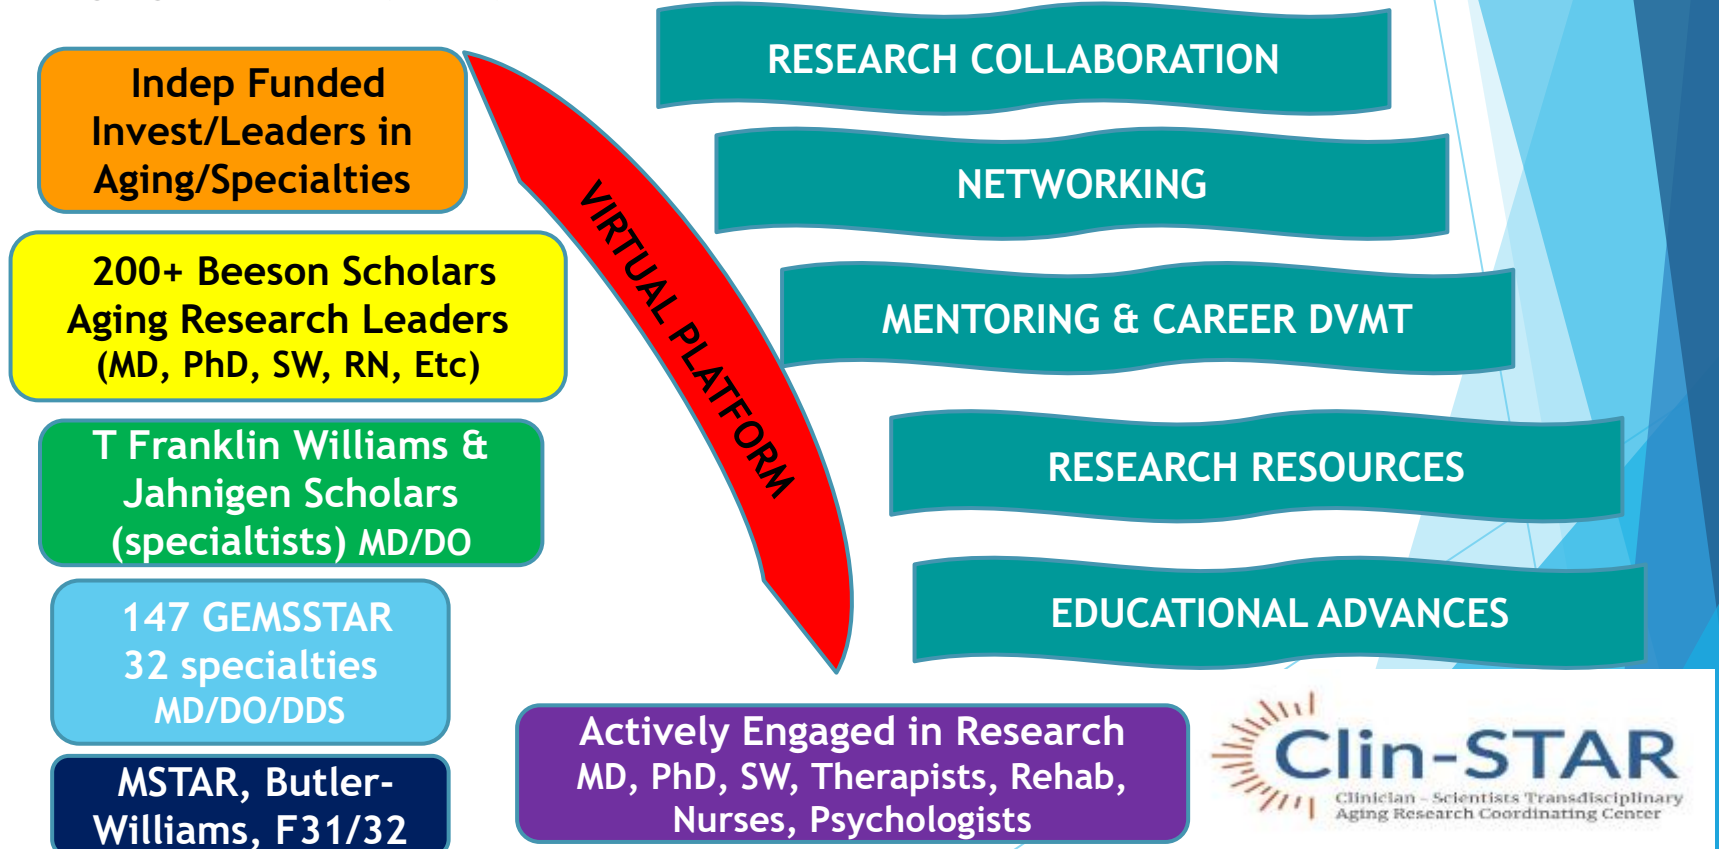 Indep Funded
Invest/Leaders in
Aging/Specialties
200+ Beeson Scholars
Aging Research Leaders
(MD, PhD, SW, RN, Etc)
T Franklin Williams &
Jahnigen Scholars
(specialtists) MD/DO
147 GEMSSTAR
32 specialties
MD/DO/DDS
MSTAR, Butler-
Williams, F31/32
VIRTUAL PLATFORM
RESEARCH COLLABORATION
NETWORKING
MENTORING & CAREER DVMT
RESEARCH RESOURCES
EDUCATIONAL ADVANCES
Actively Engaged in Research
MD, PhD, SW, Therapists, Rehab,
Nurses, Psychologists
Clin-STAR
Clinician - Scientists Transdisciplinary
Aging Research Coordinating Center